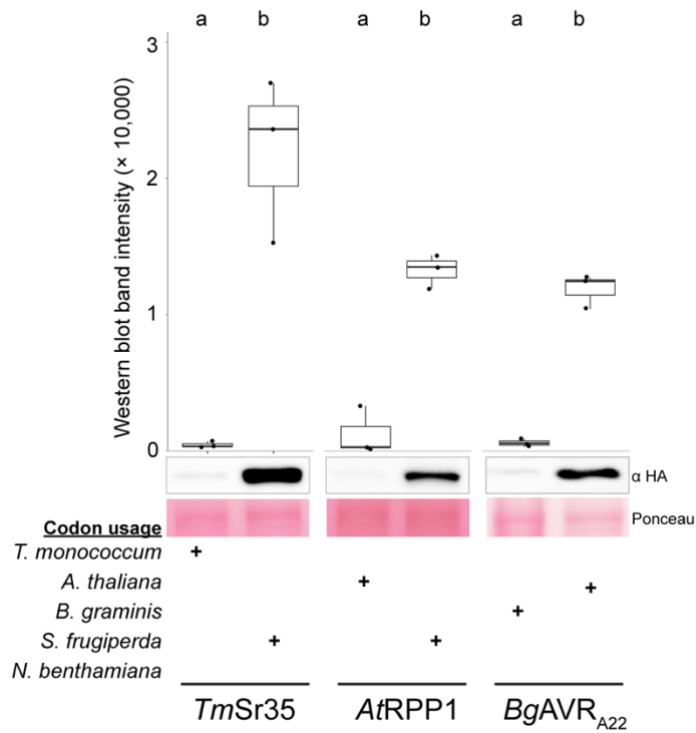 a b a b a b
Western blot band intensity (× 10,000)
3
2
1
0
α HA
Ponceau
Codon usage
T. monococcum +
A. thaliana + +
B. graminis +
S. frugiperda + +
N. benthamiana
TmSr35 AtRPP1 BgAVRA22